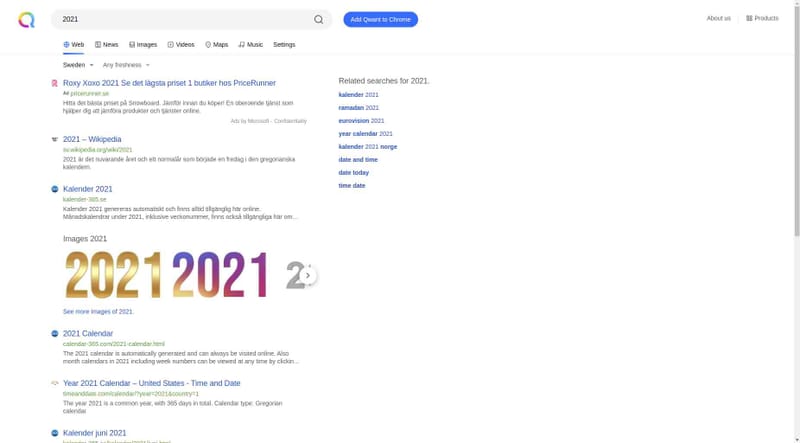 2021
Add Qwant to Chrome
About us
Products
Web
News
Images
Videos
Maps
Music
Settings
Sweden
Any freshness
Roxy Xoxo 2021 Se det lägsta priset 1 butiker hos PriceRunner
Ad pricerunner.se
Hitta det bästa priset på Snowboard. Jämför innan du köper! En oberoende tjänst som
hjälper dig att jämföra produkter och tjänster online.
Ads by Microsoft - Confidentiality
2021 – Wikipedia
sv.wikipedia.org/wiki/2021
2021 är det nuvarande året och ett normalår som började en fredag i den gregorianska
kalendern.
Kalender 2021
kalender-365.se
Kalender 2021 genereras automatiskt och finns alltid tillgänglig här online.
Månadskalendrar under 2021, inklusive veckonummer, finns också tillgängliga här om...
Images 2021
2021
2021
See more images of 2021.
2021 Calendar
calendar-365.com/2021-calendar.html
The 2021 calendar is automatically generated and can always be visited online. Also
month calendars in 2021 including week numbers can be viewed at any time by clickin...
Year 2021 Calendar – United States - Time and Date
timeanddate.com/calendar/?year=2021&country=1
The year 2021 is a common year, with 365 days in total. Calendar type: Gregorian
calendar
Kalender juni 2021
Related searches for 2021.
kalender 2021
ramadan 2021
eurovision 2021
year calendar 2021
kalender 2021 norge
date and time
date today
time date